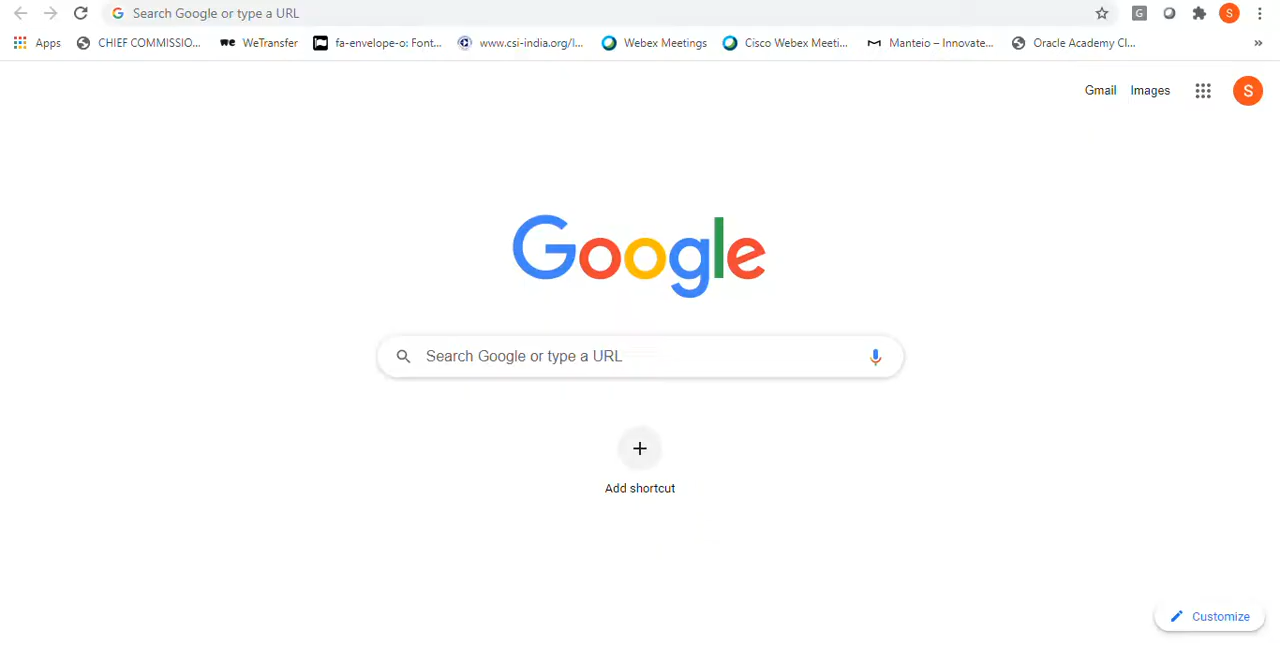 Search Google or type a URL
G
S
Apps CHIEF COMMISSIO... we WeTransfer fa-envelope-o: Font... www.csi-india.org/l... Webex Meetings Cisco Webex Meeti... Manteio – Innovate... Oracle Academy Cl... »
Gmail Images S
Google
Search Google or type a URL
Add shortcut
Customize